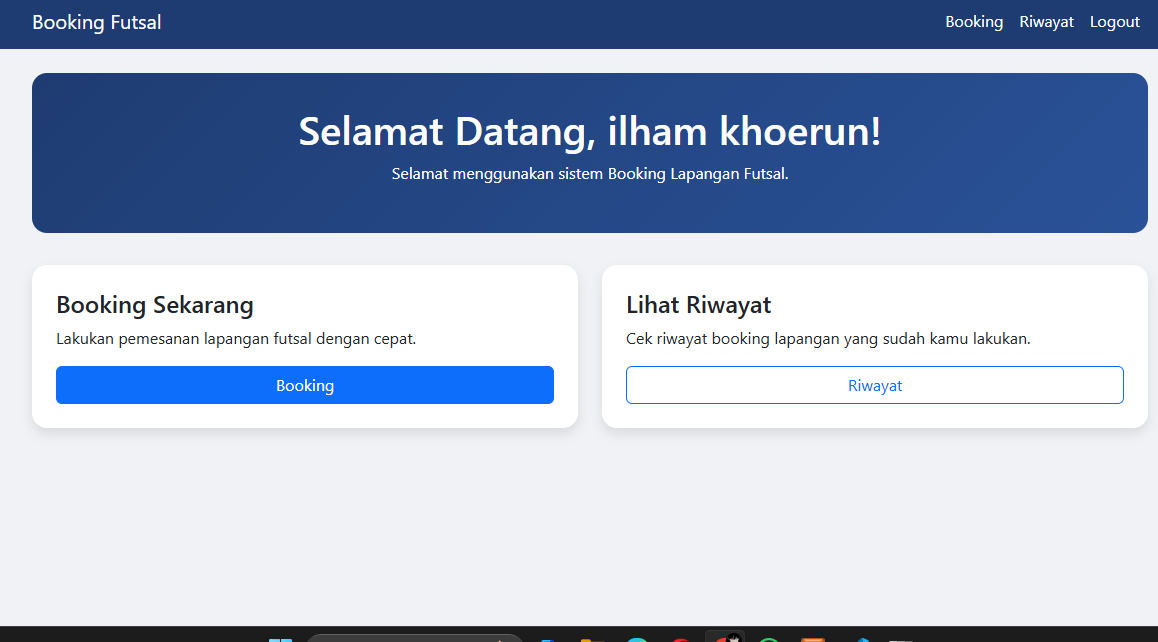 Booking Futsal
Booking Riwayat Logout
Selamat Datang, ilham khoerun!
Selamat menggunakan sistem Booking Lapangan Futsal.
Booking Sekarang
Lakukan pemesanan lapangan futsal dengan cepat.
Booking
Lihat Riwayat
Cek riwayat booking lapangan yang sudah kamu lakukan.
Riwayat